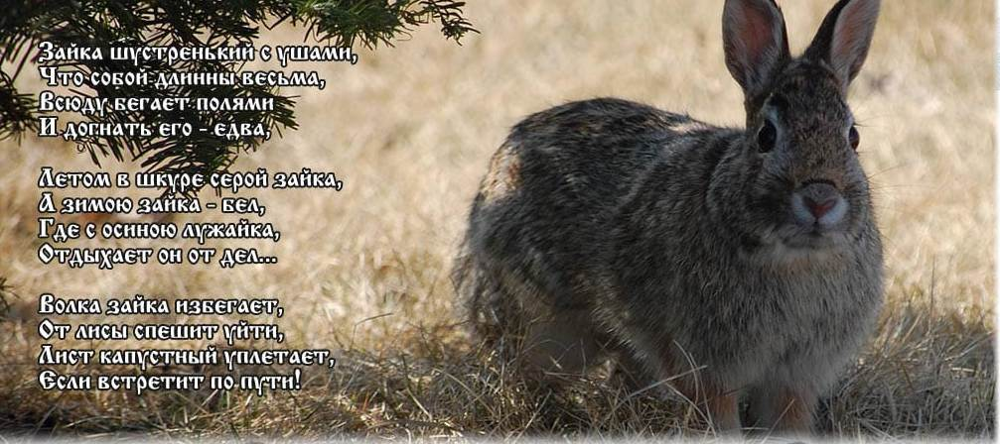 Зайка шустренький с ушами,
Что собой длинны весьма,
Всюду бегает полями
И догнать его - едва,

Летом в шкуре серой зайка,
А зимою зайка - бел,
Где с осиною лужайка,
Отдыхает он от дел...

Волка зайка избегает,
От лисы спешит уйти,
Лист капустный уплетает,
Если встретит по пути!